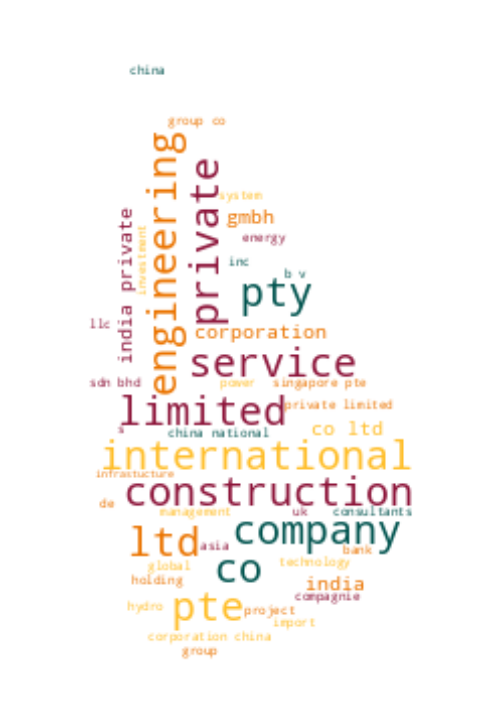 china
group co
engineering
private
system
india private
investment
gmbh
energy
inc
b v
pty
llc
corporation
service
sdn bhd
power
singapore pte
limited
private limited
s
china national
co ltd
international
infrastucture
construction
de
management
uk
consultants
ltd
company
asia
bank
co
global
technology
holding
india
compagnie
hydro
pte
project
import
corporation china
group